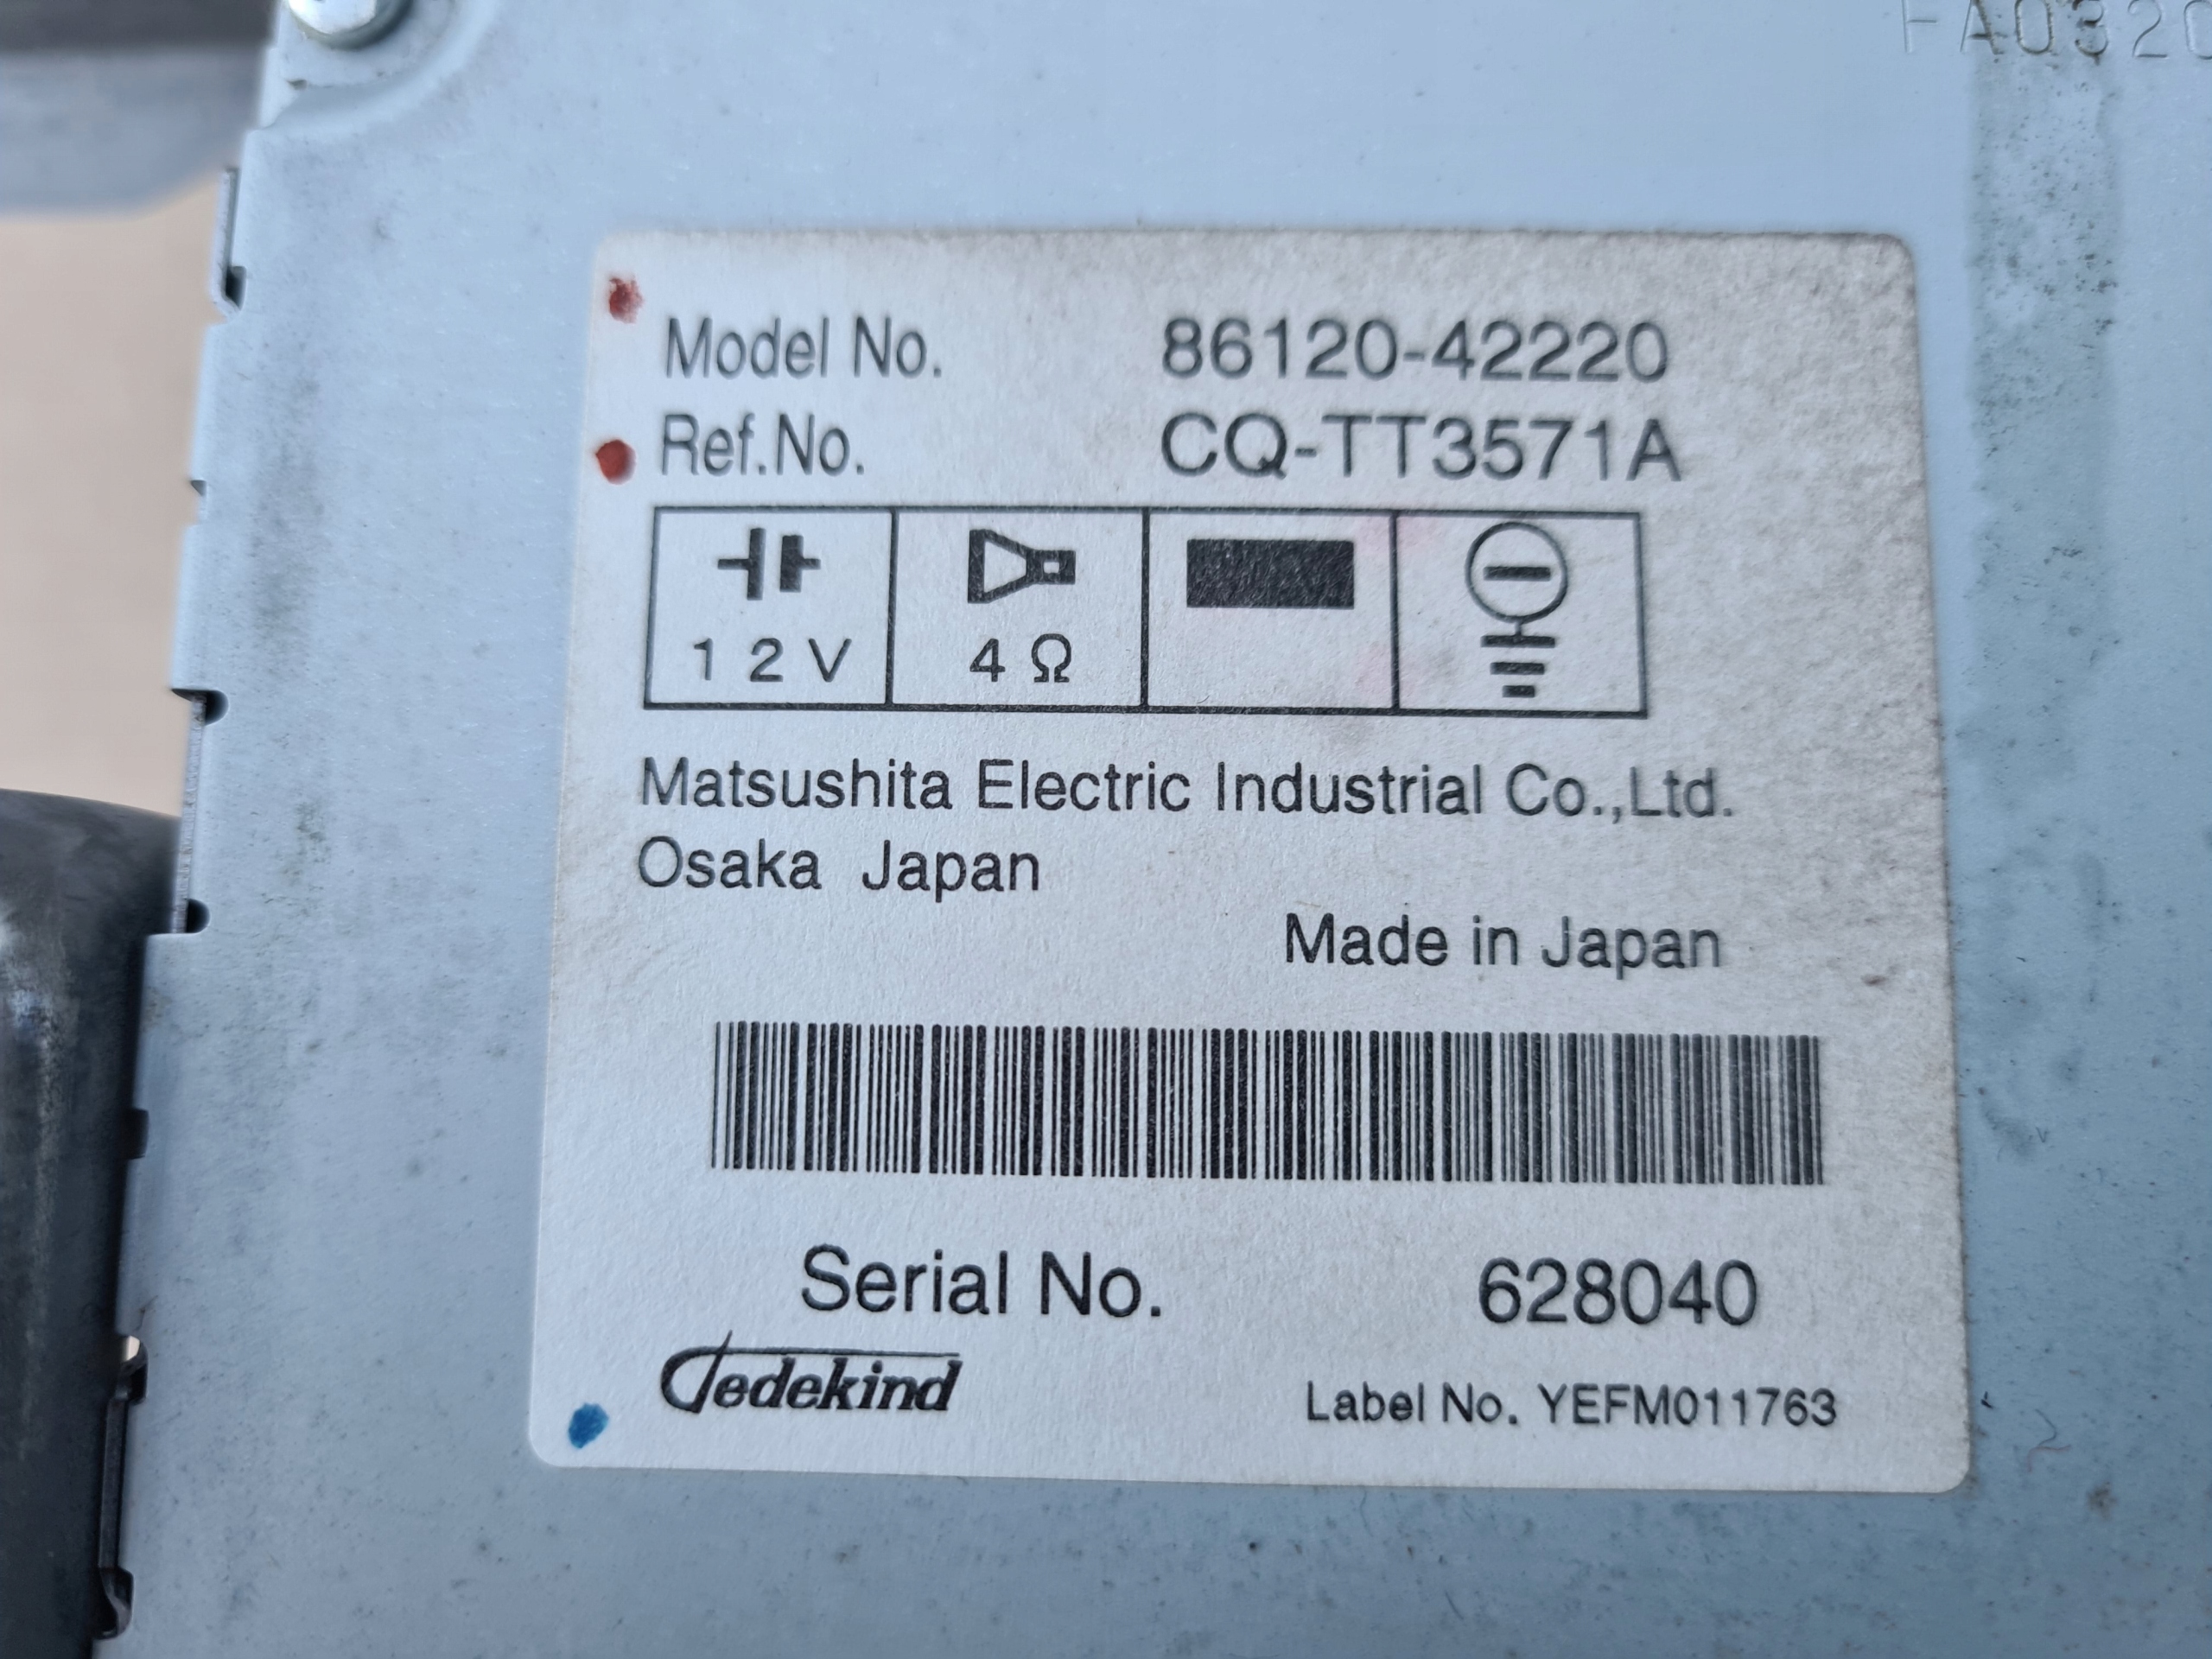 FA0320
Model No. 86120-42220
Ref.No. CQ-TT3571A
12V 4Ω
Matsushita Electric Industrial Co.,Ltd.
Osaka Japan
Made in Japan
Serial No. 628040
Jedekind
Label No. YEFM011763